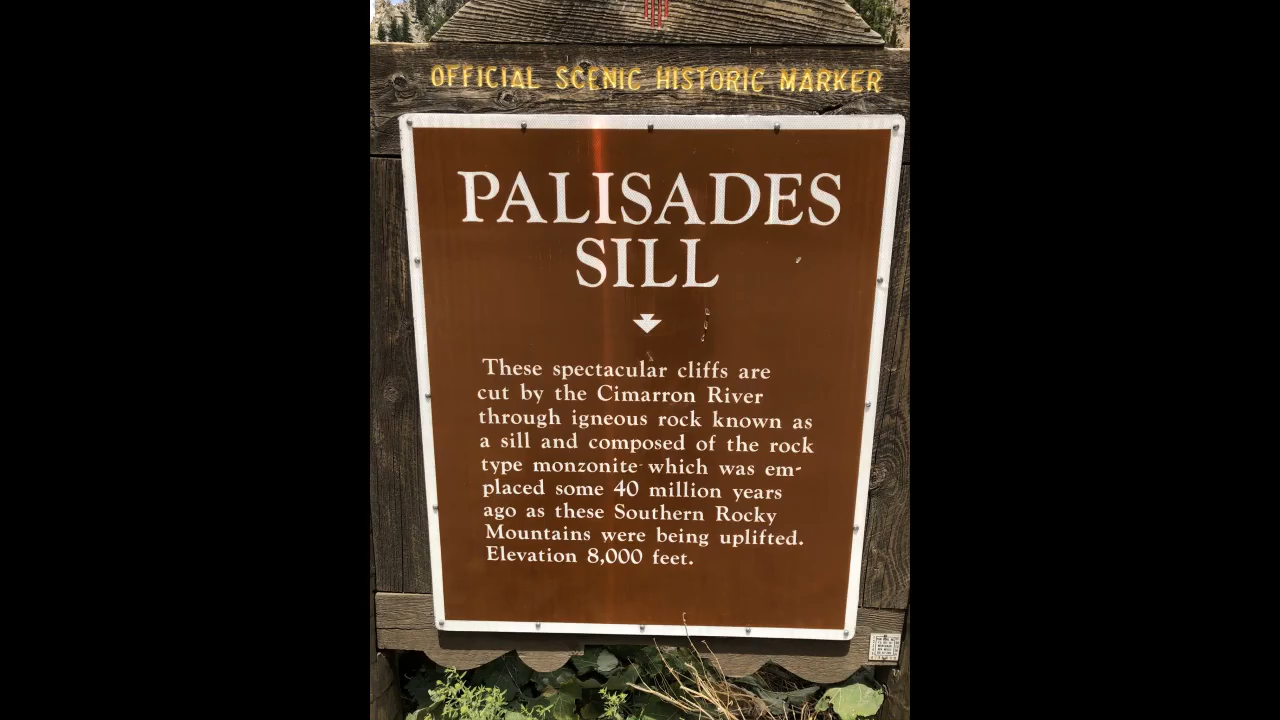 OFFICIAL SCENIC HISTORIC MARKER
PALISADES
SILL
These spectacular cliffs are
cut by the Cimarron River
through igneous rock known as
a sill and composed of the rock
type monzonite which was em-
placed some 40 million years
ago as these Southern Rocky
Mountains were being uplifted.
Elevation 8,000 feet.